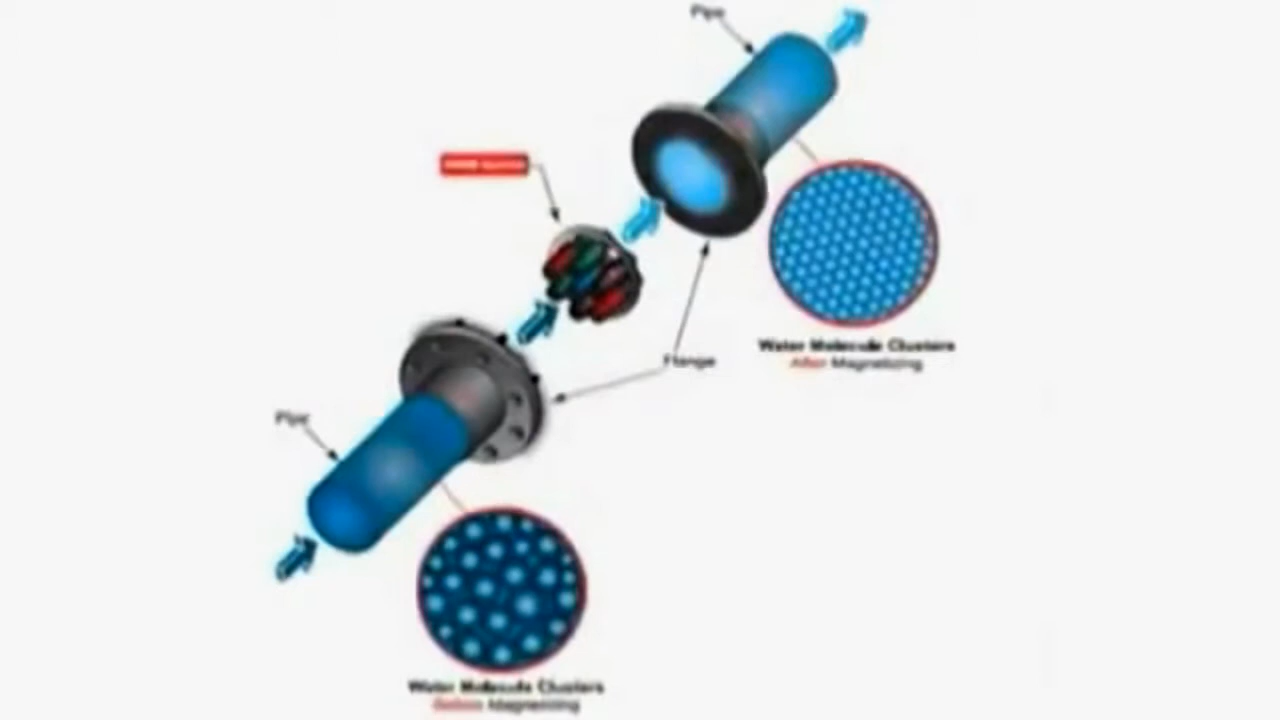 Pipe
Flange
Water Molecule Clusters
After Magnetizing
Pipe
Water Molecule Clusters
Before Magnetizing